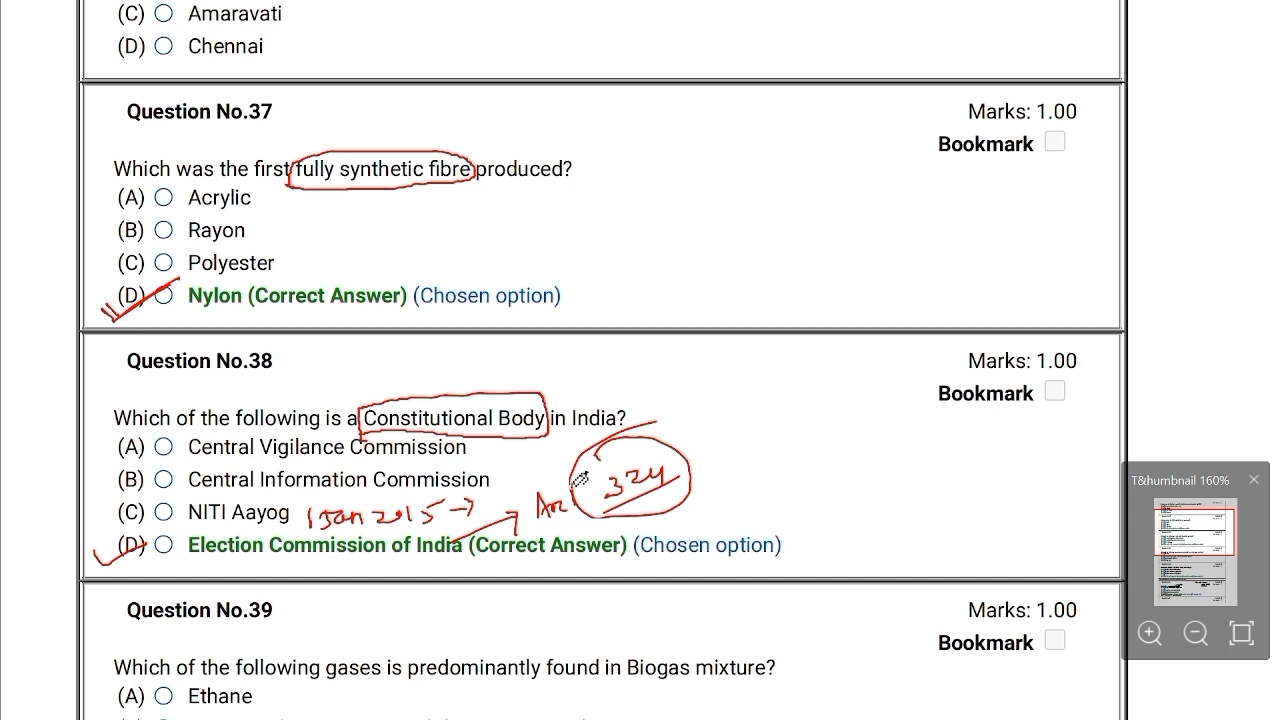 (C) Amaravati
(D) Chennai
Question No.37 Marks: 1.00
Bookmark
Which was the first fully synthetic fibre produced?
(A) Acrylic
(B) Rayon
(C) Polyester
(D) Nylon (Correct Answer) (Chosen option)
Question No.38 Marks: 1.00
Bookmark
Which of the following is a Constitutional Body in India?
(A) Central Vigilance Commission
(B) Central Information Commission
324
(C) NITI Aayog 1 Jan 2015 → Ar
(D) Election Commission of India (Correct Answer) (Chosen option)
Question No.39 Marks: 1.00
Bookmark
Which of the following gases is predominantly found in Biogas mixture?
(A) Ethane
T&humbnail 160%